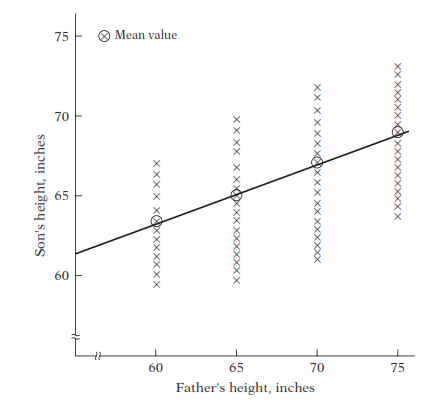 Mean value
75
70
65
60
Son's height, inches
60 65 70 75
Father's height, inches